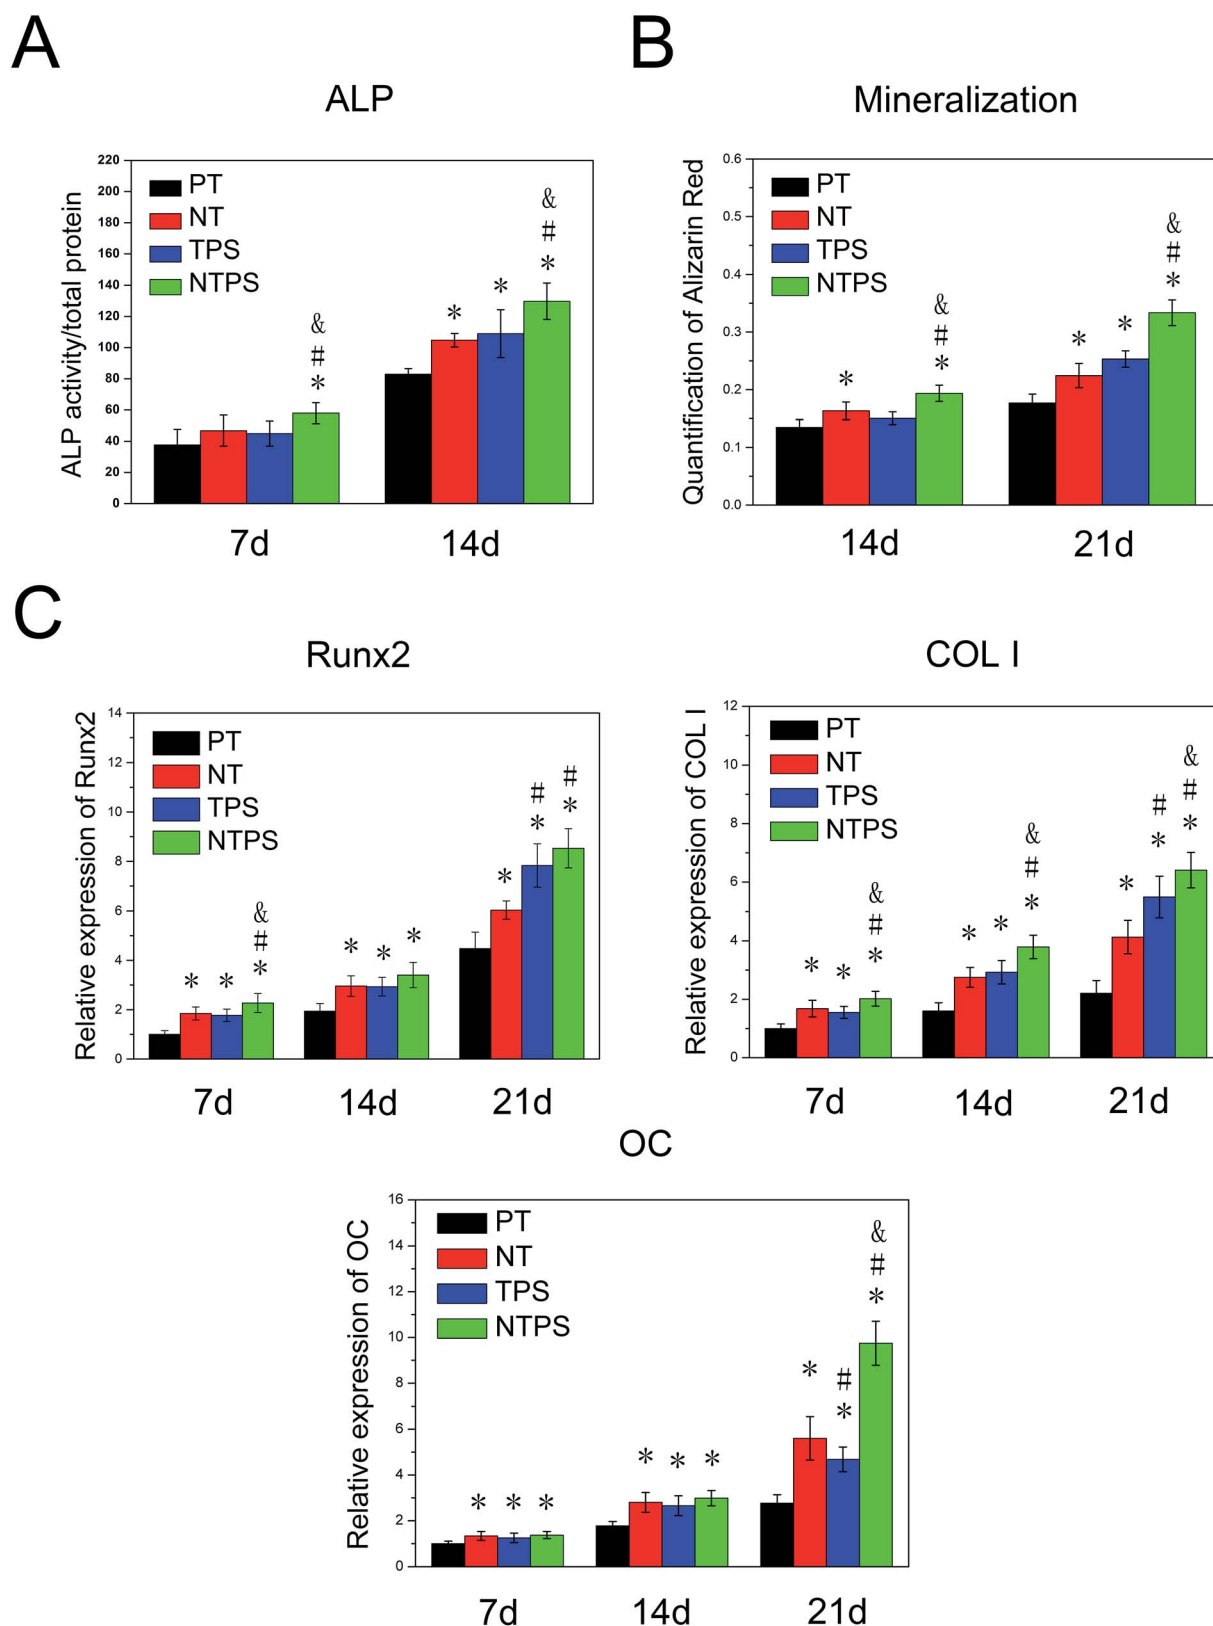 A
B
ALP
Mineralization
ALP activity/total protein
220
200
180
160
140
120
100
80
60
40
20
0
PT
NT
TPS
NTPS
&
#
*
*
*
&
#
*
7d
14d
Quantification of Alizarin Red
0.6
0.5
0.4
0.3
0.2
0.1
0.0
PT
NT
TPS
NTPS
*
&
#
*
*
*
&
#
*
14d
21d
C
Runx2
COL I
Relative expression of Runx2
14
12
10
8
6
4
2
0
PT
NT
TPS
NTPS
*
*
&
#
*
*
*
*
*
#
*
#
*
7d
14d
21d
Relative expression of COL I
12
10
8
6
4
2
0
PT
NT
TPS
NTPS
*
*
&
#
*
*
*
&
#
*
*
#
*
&
#
*
7d
14d
21d
OC
Relative expression of OC
16
14
12
10
8
6
4
2
0
PT
NT
TPS
NTPS
*
*
*
*
*
*
*
#
*
&
#
*
7d
14d
21d